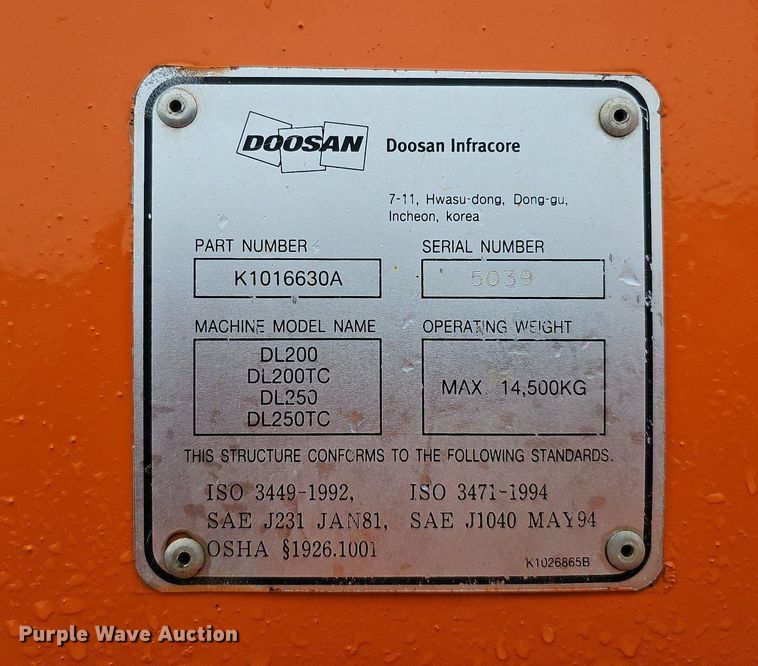 DOOSAN Doosan Infracore
7-11, Hwasu-dong, Dong-gu,
Incheon, korea
PART NUMBER SERIAL NUMBER
K1016630A 5039
MACHINE MODEL NAME OPERATING WEIGHT
DL200
DL200TC
DL250
DL250TC
MAX. 14,500KG
THIS STRUCTURE CONFORMS TO THE FOLLOWING STANDARDS.
ISO 3449-1992, ISO 3471-1994
SAE J231 JAN81, SAE J1040 MAY94
OSHA §1926.1001
K1026865B
Purple Wave Auction